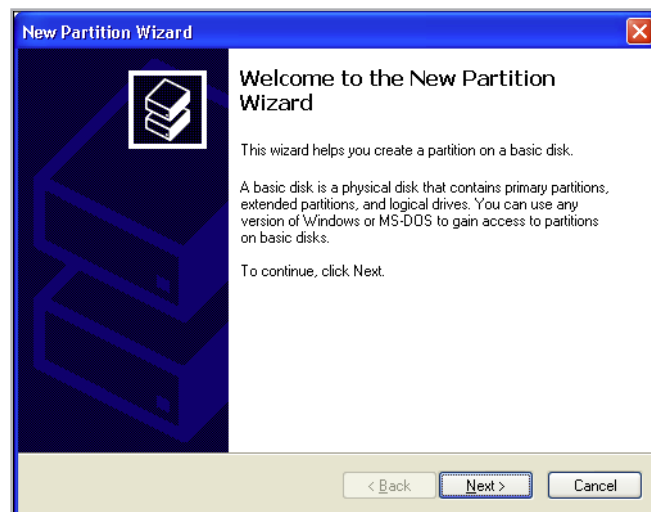 New Partition Wizard
Welcome to the New Partition
Wizard
This wizard helps you create a partition on a basic disk.
A basic disk is a physical disk that contains primary partitions,
extended partitions, and logical drives. You can use any
version of Windows or MS-DOS to gain access to partitions
on basic disks.
To continue, click Next.
< Back
Next >
Cancel